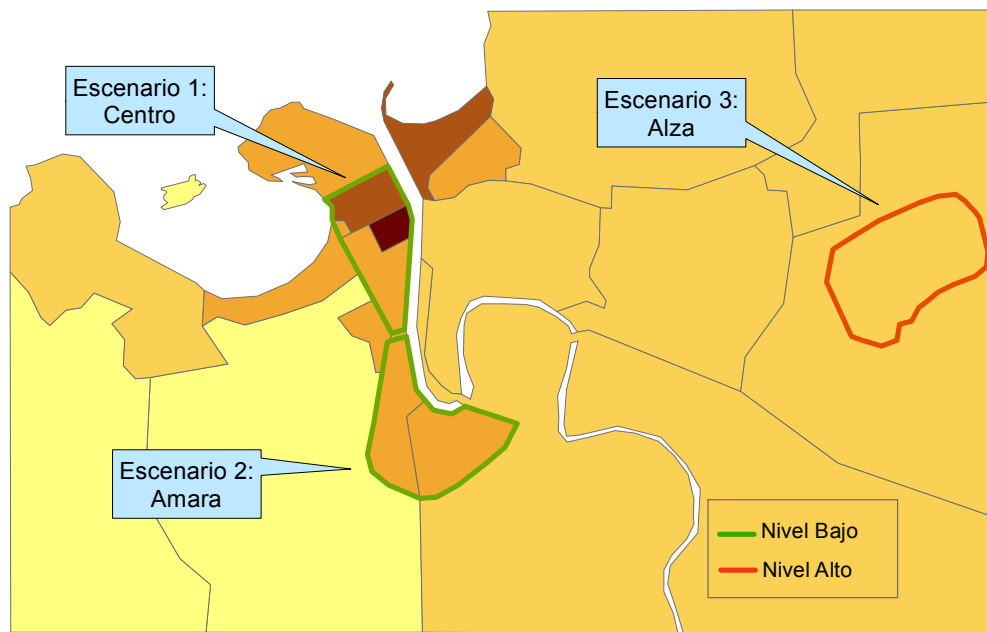 Escenario 1:
Centro
Escenario 3:
Alza
Escenario 2:
Amara
Nivel Bajo
Nivel Alto